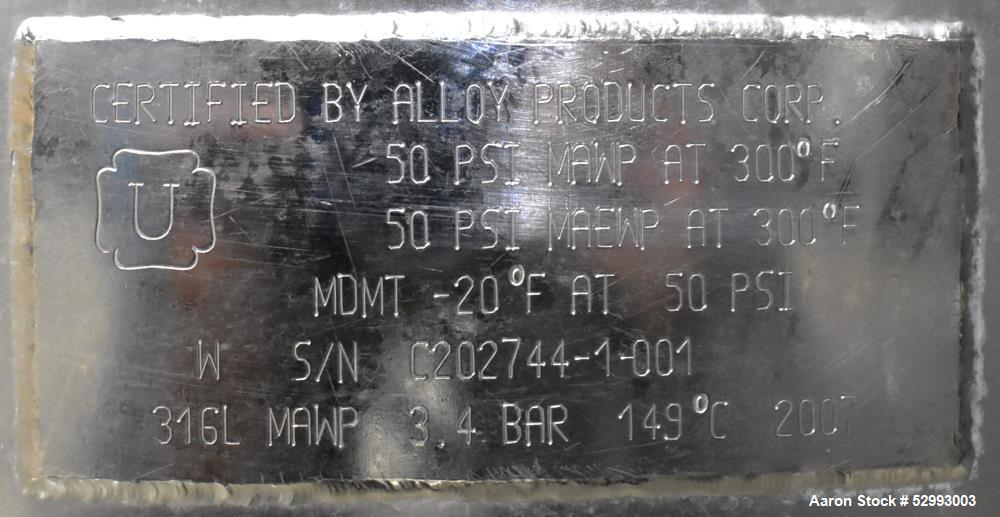 CERTIFIED BY ALLOY PRODUCTS CORP.
50 PSI MAWP AT 300°F
U
50 PSI MAEWP AT 300°F
MDMT -20°F AT 50 PSI
W S/N C202744-1-001
316L MAWP 3.4 BAR 149°C 2007
Aaron Stock # 52993003